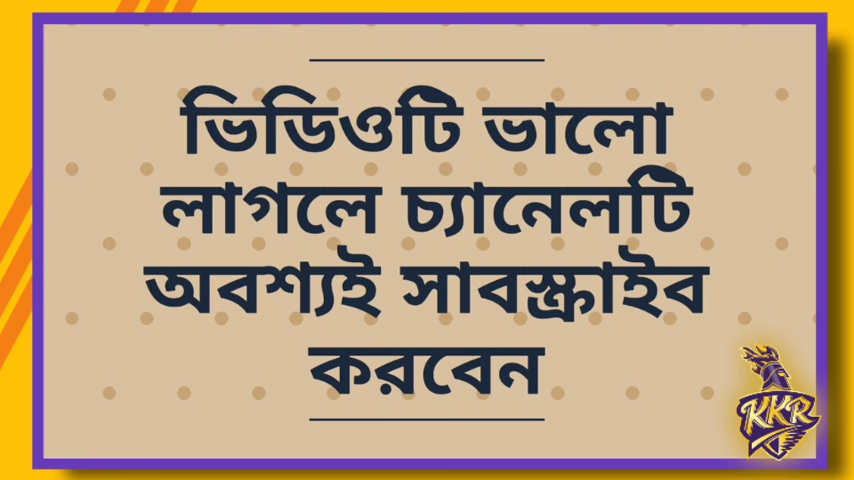 ভিডিওটি ভালো
লাগলে চ্যানেলটি
অবশ্যই সাবস্ক্রাইব
করবেন
KKR